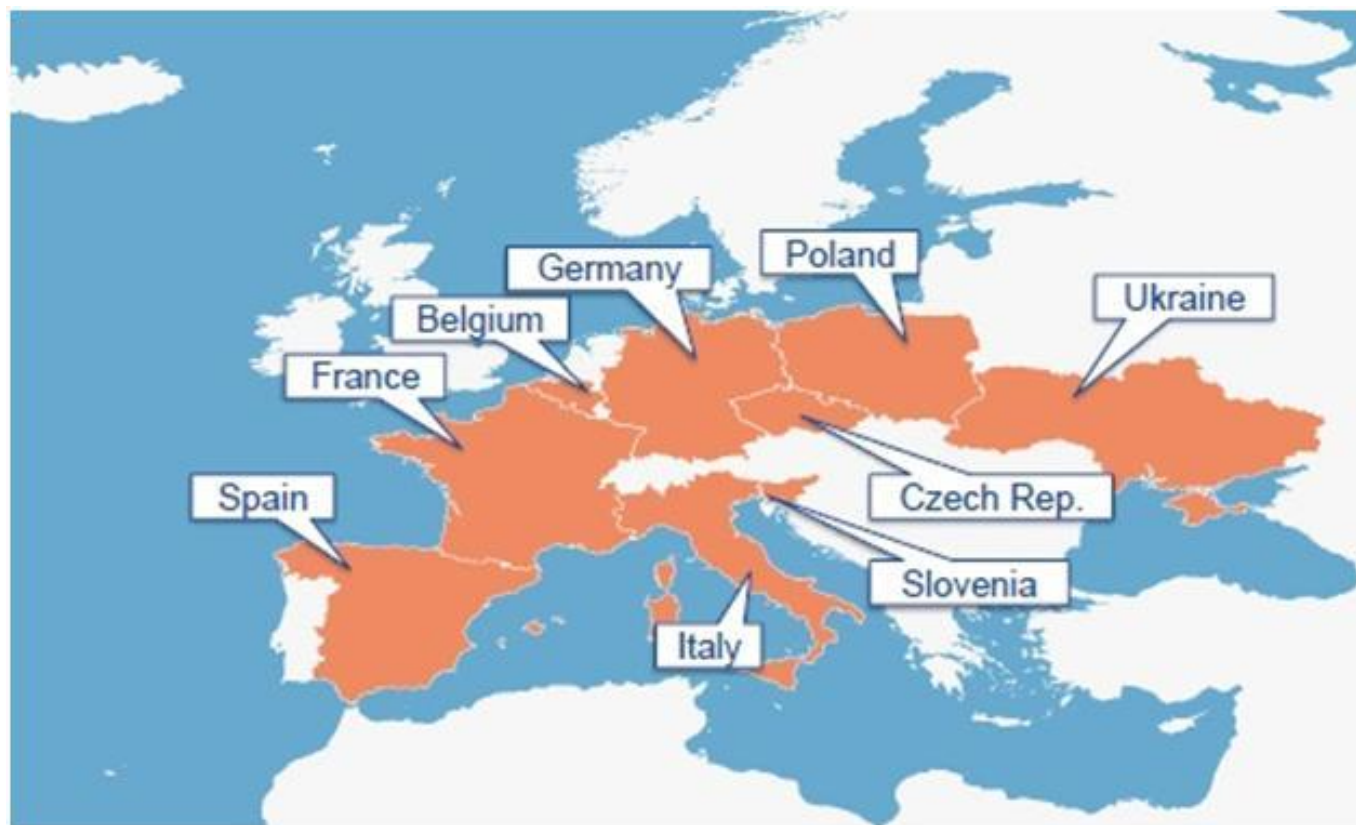 Poland
Germany
Ukraine
Belgium
France
Spain
Czech Rep.
Slovenia
Italy